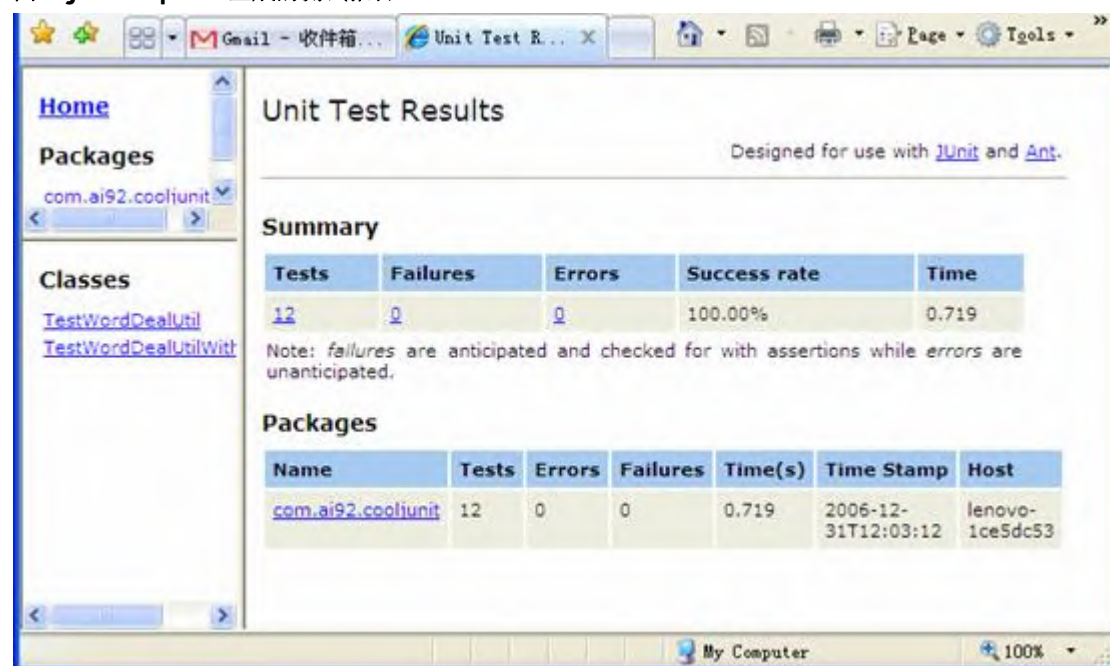 Gmail - 收件箱... Unit Test R... Page Tools
Home
Packages
com.ai92.cooljunit
Classes
TestWordDealUtil
TestWordDealUtilWith
Unit Test Results
Designed for use with JUnit and Ant.
Summary
Tests Failures Errors Success rate Time
12 0 0 100.00% 0.719
Note: failures are anticipated and checked for with assertions while errors are
unanticipated.
Packages
Name Tests Errors Failures Time(s) Time Stamp Host
com.ai92.cooljunit 12 0 0 0.719 2006-12-31T12:03:12 lenovo-1ce5dc53
My Computer 100%